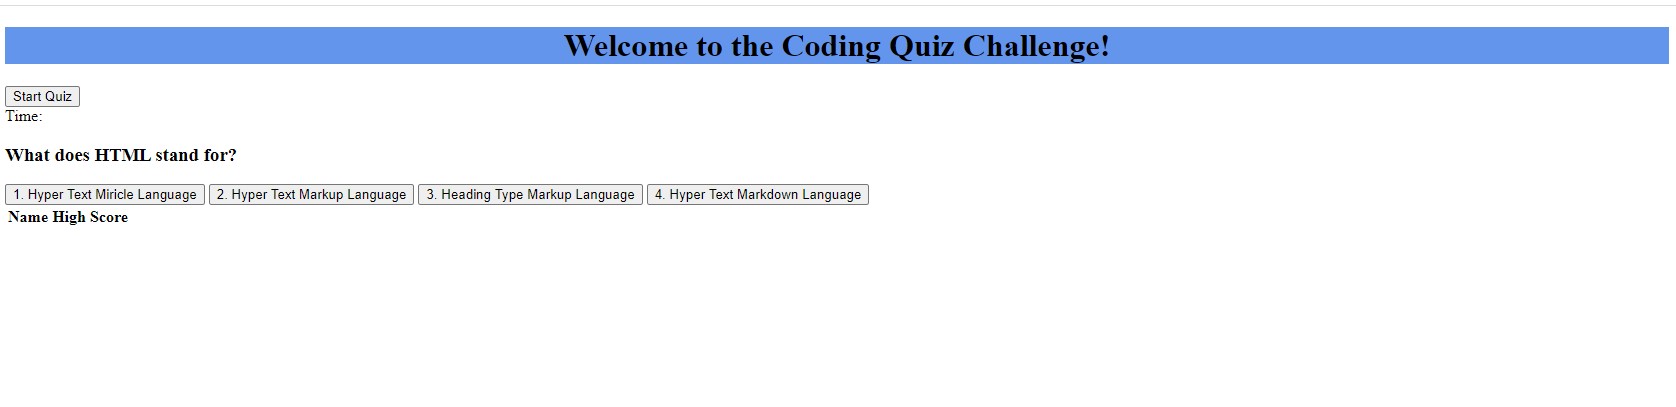 Welcome to the Coding Quiz Challenge!
Start Quiz
Time:
What does HTML stand for?
1. Hyper Text Miricle Language 2. Hyper Text Markup Language 3. Heading Type Markup Language 4. Hyper Text Markdown Language
Name High Score